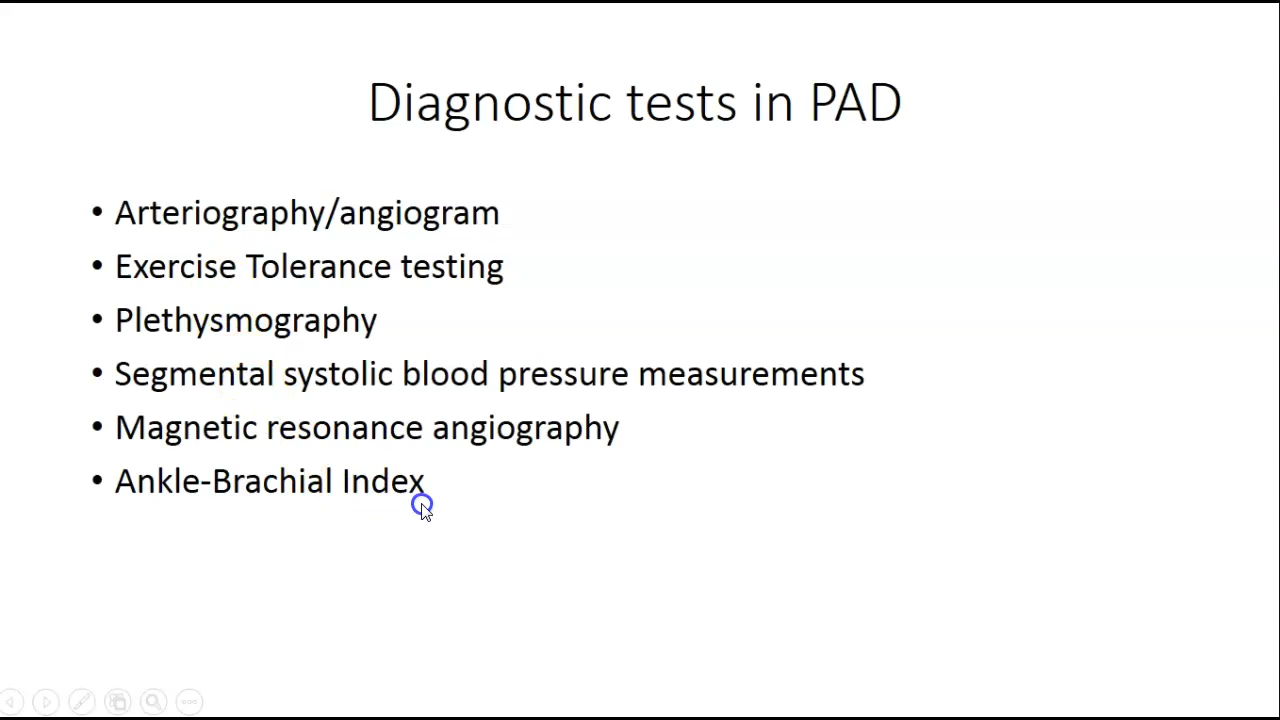 Diagnostic tests in PAD
• Arteriography/angiogram
• Exercise Tolerance testing
• Plethysmography
• Segmental systolic blood pressure measurements
• Magnetic resonance angiography
• Ankle-Brachial Index